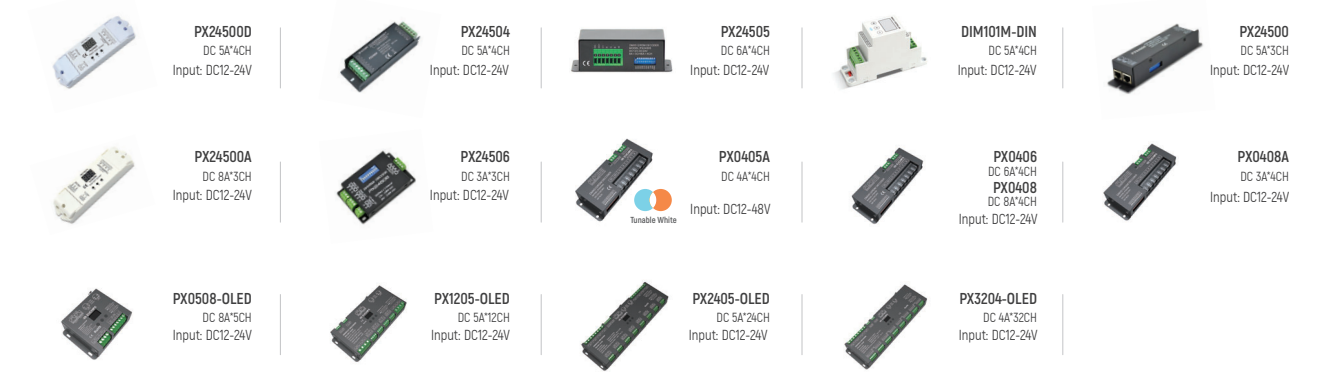 PX24500D
DC 5A*4CH
Input: DC12-24V
PX24504
DC 5A*4CH
Input: DC12-24V
PX24505
DC 6A*4CH
Input: DC12-24V
DIM101M-DIN
DC 5A*4CH
Input: DC12-24V
PX24500
DC 5A*3CH
Input: DC12-24V
PX24500A
DC 8A*3CH
Input: DC12-24V
PX24506
DC 3A*3CH
Input: DC12-24V
PX0405A
DC 4A*4CH
Input: DC12-48V
Tunable White
PX0406
DC 6A*4CH
PX0408
DC 8A*4CH
Input: DC12-24V
PX0408A
DC 3A*4CH
Input: DC12-24V
PX0508-OLED
DC 8A*5CH
Input: DC12-24V
PX1205-OLED
DC 5A*12CH
Input: DC12-24V
PX2405-OLED
DC 5A*24CH
Input: DC12-24V
PX3204-OLED
DC 4A*32CH
Input: DC12-24V